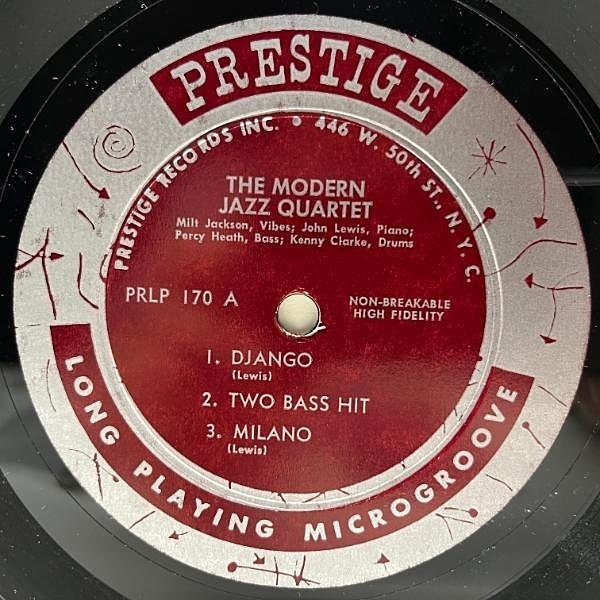 PRESTIGE
PRESTIGE RECORDS INC. • 446 W. 50th ST., N. Y. C.
THE MODERN
JAZZ QUARTET
Milt Jackson, Vibes; John Lewis, Piano;
Percy Heath, Bass; Kenny Clarke, Drums
PRLP 170 A
NON-BREAKABLE
HIGH FIDELITY
1. DJANGO
(Lewis)
2. TWO BASS HIT
3. MILANO
(Lewis)
LONG PLAYING MICROGROOVE